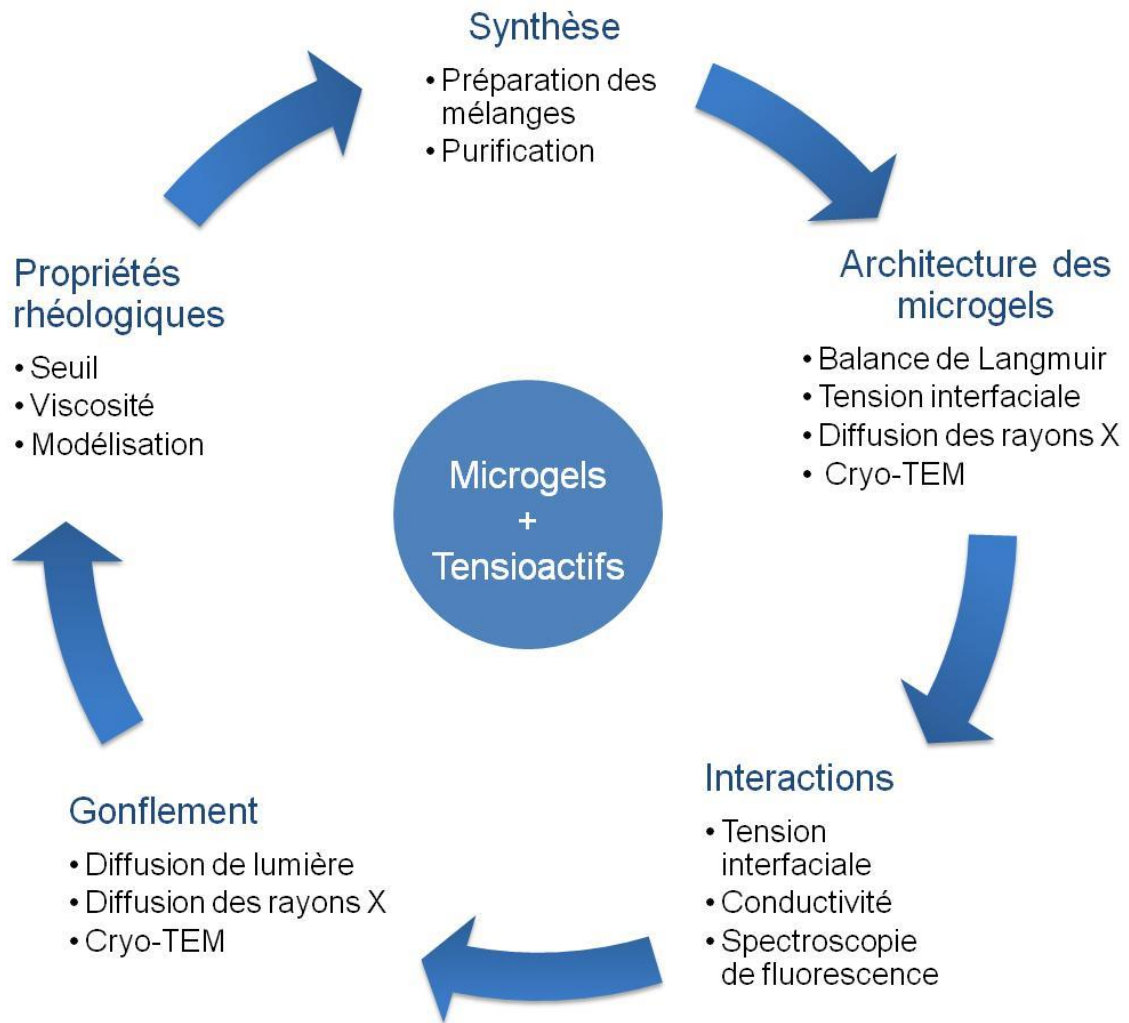 Synthèse
• Préparation des
mélanges
• Purification
Architecture des
microgels
• Balance de Langmuir
• Tension interfaciale
• Diffusion des rayons X
• Cryo-TEM
Interactions
• Tension
interfaciale
• Conductivité
• Spectroscopie
de fluorescence
Gonflement
• Diffusion de lumière
• Diffusion des rayons X
• Cryo-TEM
Propriétés
rhéologiques
• Seuil
• Viscosité
• Modélisation
Microgels
+
Tensioactifs